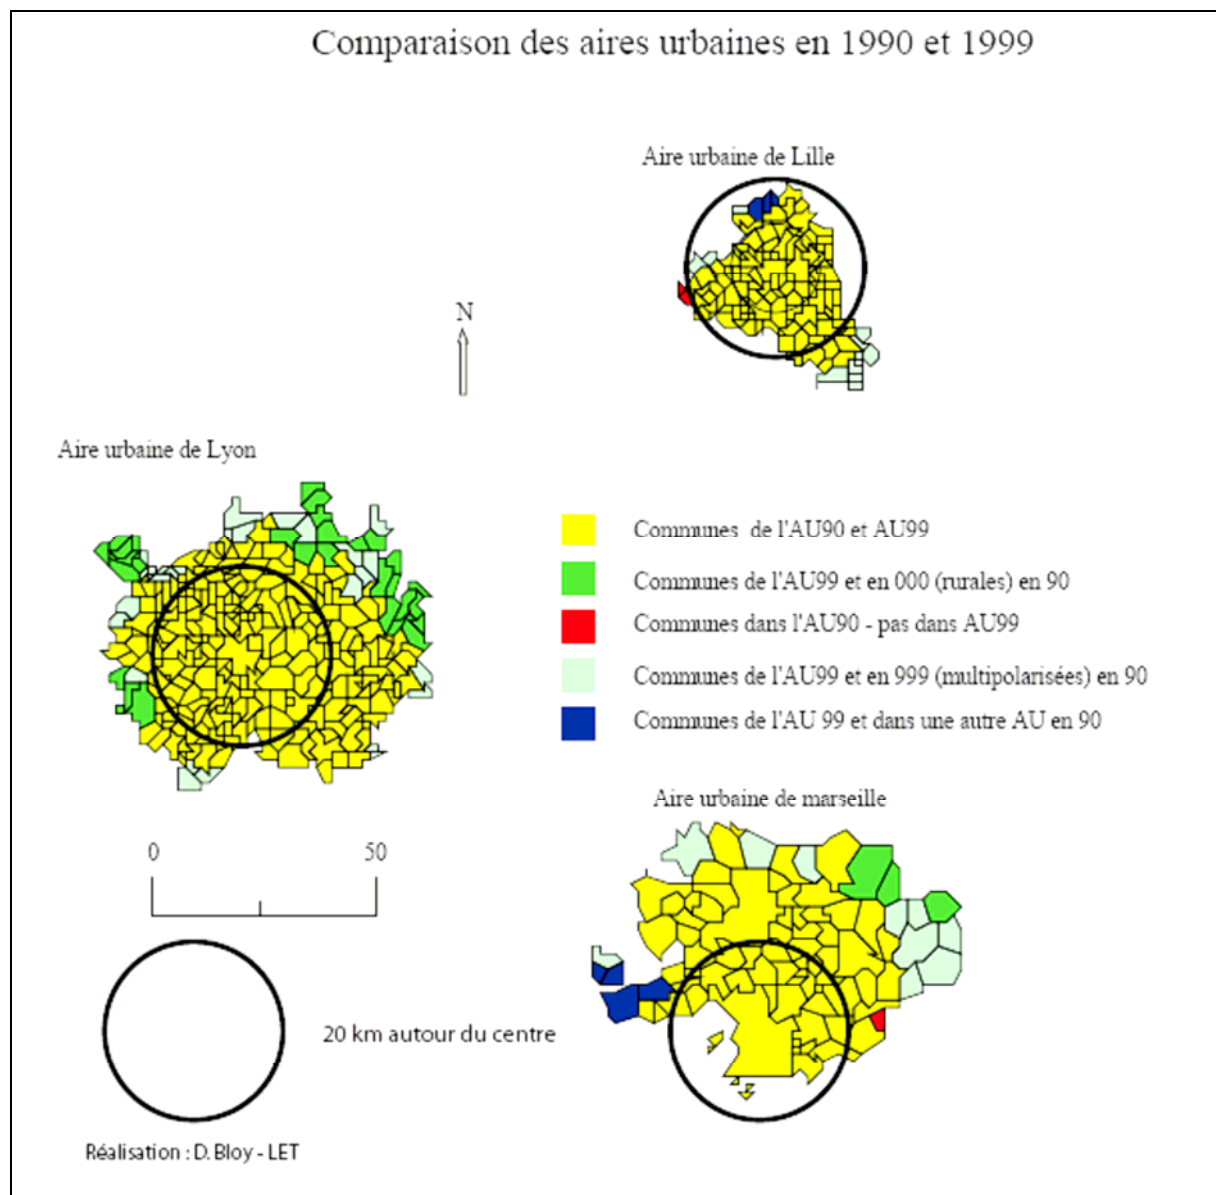 Comparaison des aires urbaines en 1990 et 1999
Aire urbaine de Lille
N
Aire urbaine de Lyon
Communes de l'AU90 et AU99
Communes de l'AU99 et en 000 (rurales) en 90
Communes dans l'AU90 - pas dans AU99
Communes de l'AU99 et en 999 (multipolarisées) en 90
Communes de l'AU 99 et dans une autre AU en 90
Aire urbaine de marseille
0 50
20 km autour du centre
Réalisation : D. Bloy - LET